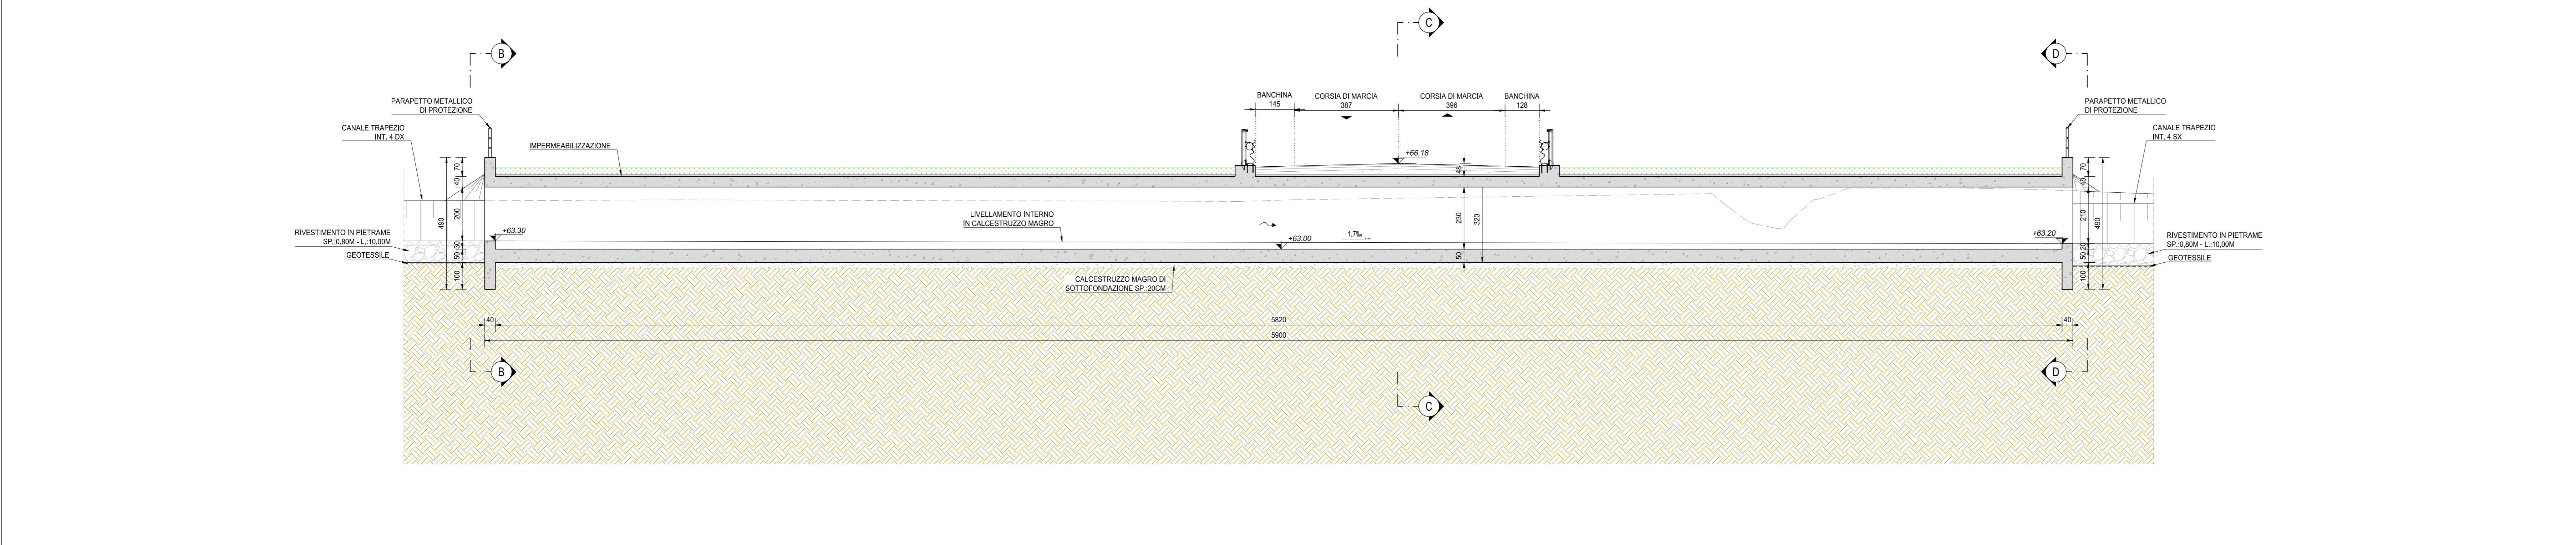 C
B
D
PARAPETTO METALLICO
DI PROTEZIONE
BANCHINA
145
CORSIA DI MARCIA
387
CORSIA DI MARCIA
396
BANCHINA
128
PARAPETTO METALLICO
DI PROTEZIONE
CANALE TRAPEZIO
INT. 4 DX
CANALE TRAPEZIO
INT. 4 SX
IMPERMEABILIZZAZIONE
+66.18
48
70
40
200
30
50
100
490
230
320
50
70
40
210
20
50
100
490
LIVELLAMENTO INTERNO
IN CALCESTRUZZO MAGRO
+63.30
+63.00
+63.20
RIVESTIMENTO IN PIETRAME
SP.:0,80M - L.:10,00M
GEOTESSILE
RIVESTIMENTO IN PIETRAME
SP.:0,80M - L.:10,00M
GEOTESSILE
CALCESTRUZZO MAGRO DI
SOTTOFONDAZIONE SP.:20CM
40
5820
40
5900
B
D
C